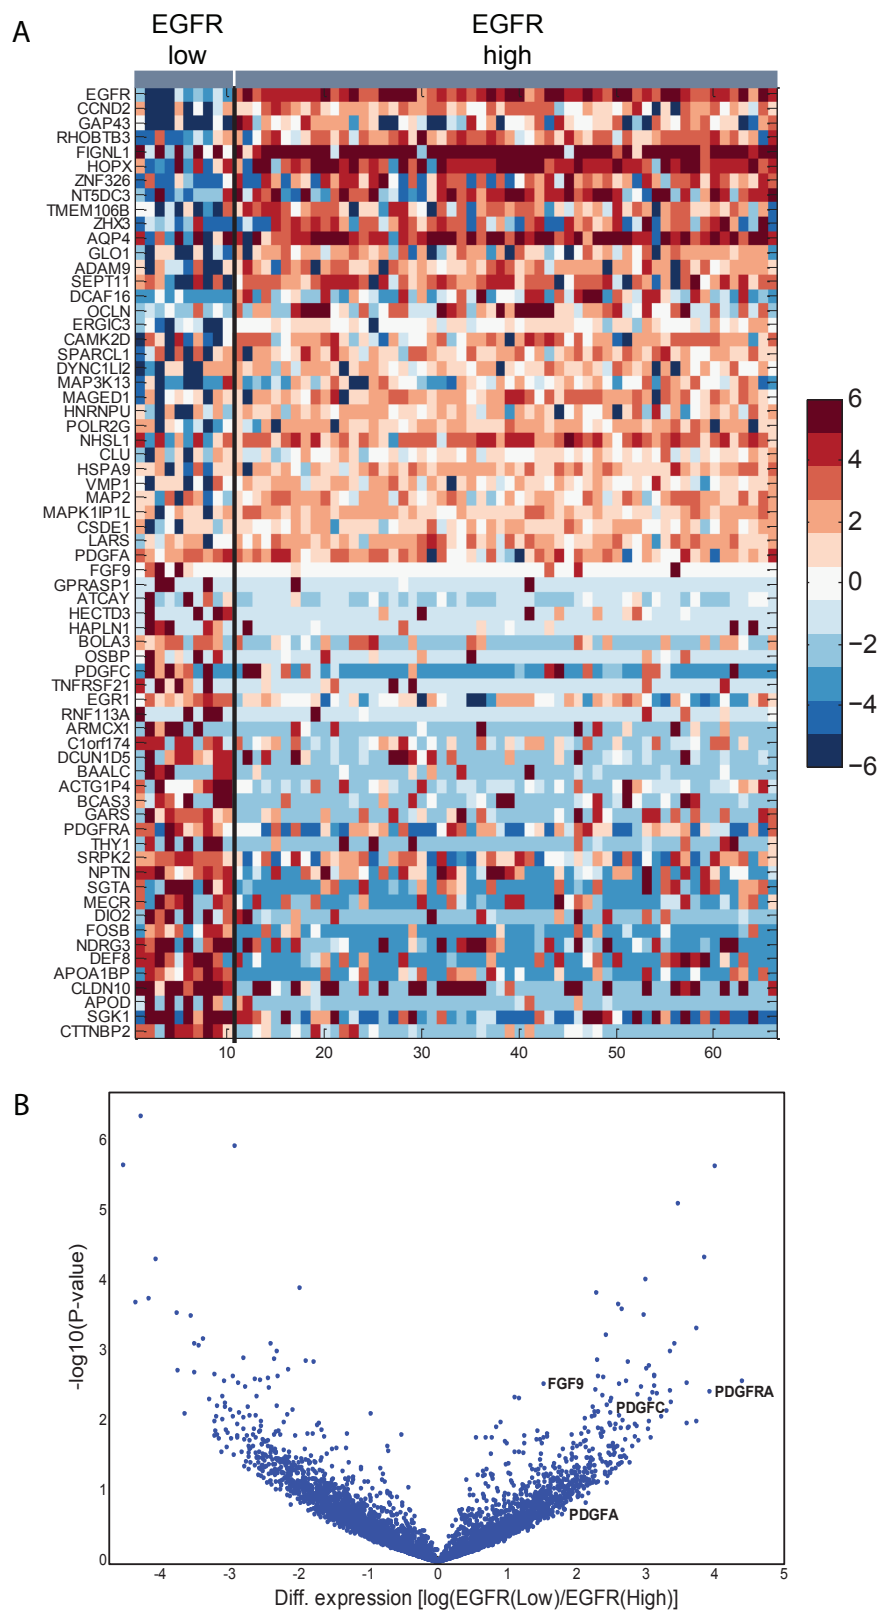 A
EGFR
low
EGFR
high
EGFR
CCND2
GAP43
RHOBTB3
FIGNL1
HOPX
ZNF326
NT5DC3
TMEM106B
ZHX3
AQP4
GLO1
ADAM9
SEPT11
DCAF16
OCLN
ERGIC3
CAMK2D
SPARCL1
DYNC1LI2
MAP3K13
MAGED1
HNRNPU
POLR2G
NHSL1
CLU
HSPA9
VMP1
MAP2
MAPK1IP1L
CSDE1
LARS
PDGFA
FGF9
GPRASP1
ATCAY
HECTD3
HAPLN1
BOLA3
OSBP
PDGFC
TNFRSF21
EGR1
RNF113A
ARMCX1
C1orf174
DCUN1D5
BAALC
ACTG1P4
BCAS3
GARS
PDGFRA
THY1
SRPK2
NPTN
SGTA
MECR
DIO2
FOSB
NDRG3
DEF8
APOA1BP
CLDN10
APOD
SGK1
CTTNBP2
10 20 30 40 50 60
6
4
2
0
−2
−4
−6
B
-log10(P-value)
6
5
4
3
2
1
0
FGF9
PDGFRA
PDGFC
PDGFA
-4 -3 -2 -1 0 1 2 3 4 5
Diff. expression [log(EGFR(Low)/EGFR(High)]